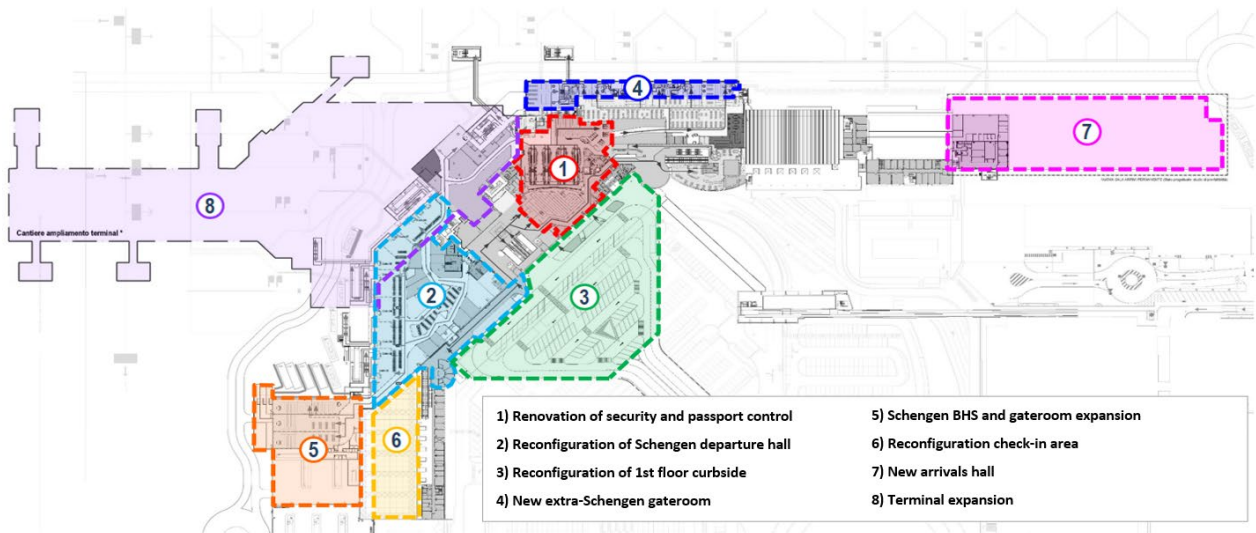 4
1
7
8
Cantiere ampliamento terminal *
2
3
5
6
1) Renovation of security and passport control
2) Reconfiguration of Schengen departure hall
3) Reconfiguration of 1st floor curbside
4) New extra-Schengen gateroom
5) Schengen BHS and gateroom expansion
6) Reconfiguration check-in area
7) New arrivals hall
8) Terminal expansion